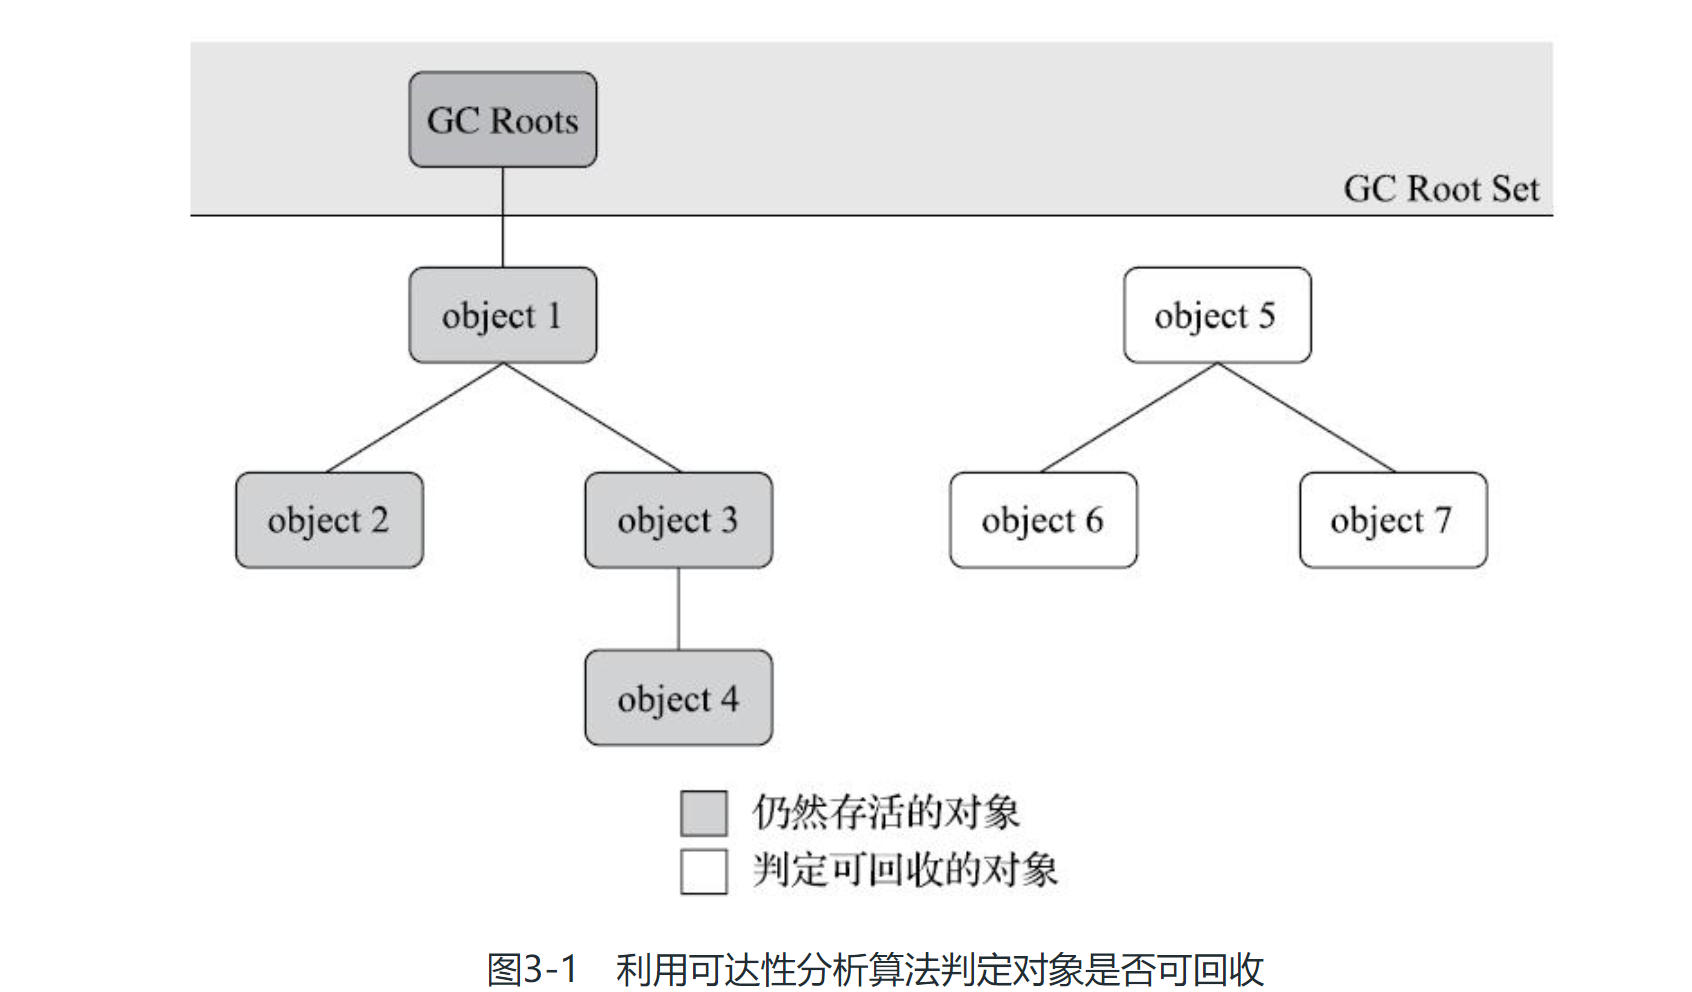 GC Roots
GC Root Set
object 1
object 5
object 2
object 3
object 6
object 7
object 4
仍然存活的对象
判定可回收的对象
图3-1 利用可达性分析算法判定对象是否可回收